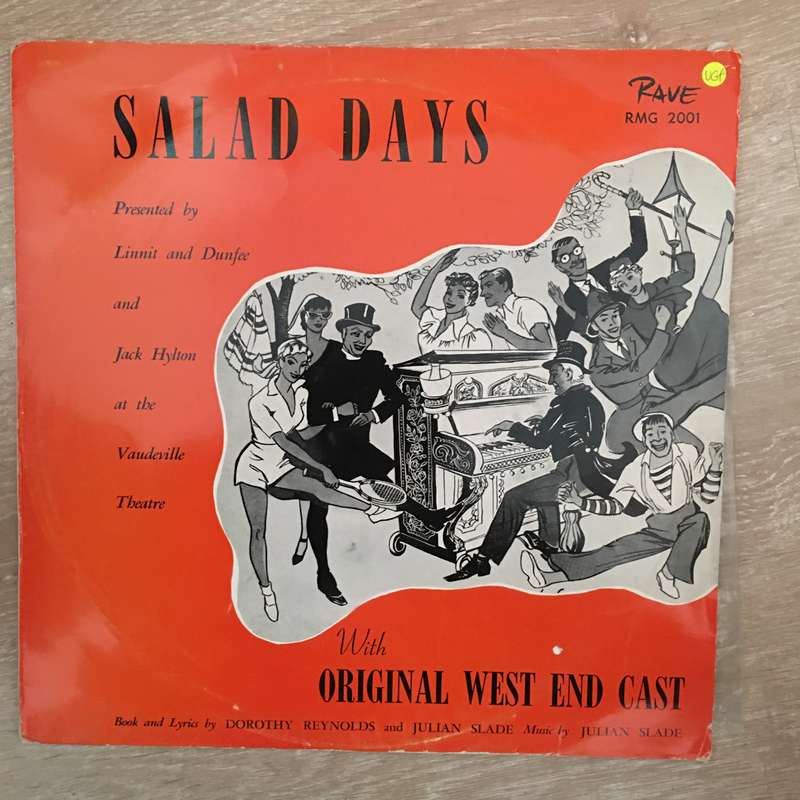 SALAD DAYS
RAVE
RMG 2001
UGt
Presented by
Linnit and Dunfee
and
Jack Hylton
at the
Vaudeville
Theatre
With
ORIGINAL WEST END CAST
Book and Lyrics by DOROTHY REYNOLDS and JULIAN SLADE Music by JULIAN SLADE